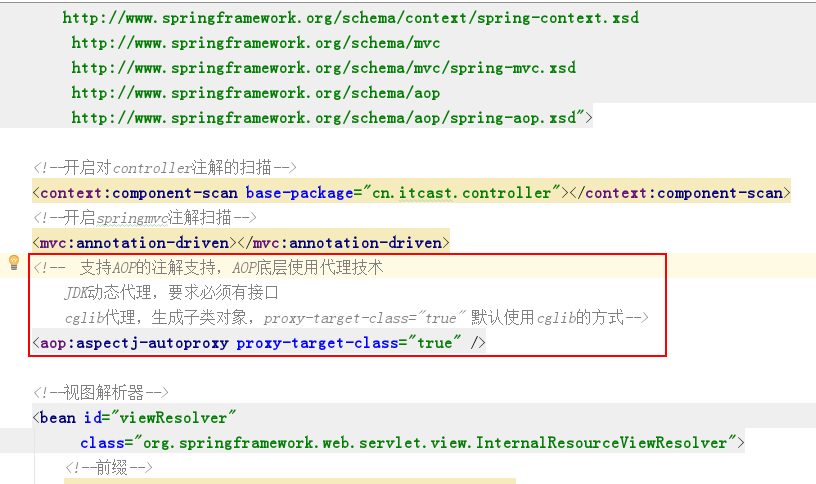 http://www.springframework.org/schema/context/spring-context.xsd
http://www.springframework.org/schema/mvc
http://www.springframework.org/schema/mvc/spring-mvc.xsd
http://www.springframework.org/schema/aop
http://www.springframework.org/schema/aop/spring-aop.xsd">
<!--开启对controller注解的扫描-->
<context:component-scan base-package="cn.itcast.controller"></context:component-scan>
<!--开启springmvc注解扫描-->
<mvc:annotation-driven></mvc:annotation-driven>
<!-- 支持AOP的注解支持，AOP底层使用代理技术
JDK动态代理，要求必须有接口
cglib代理，生成子类对象，proxy-target-class="true" 默认使用cglib的方式-->
<aop:aspectj-autoproxy proxy-target-class="true" />
<!--视图解析器-->
<bean id="viewResolver"
class="org.springframework.web.servlet.view.InternalResourceViewResolver">
<!--前缀-->